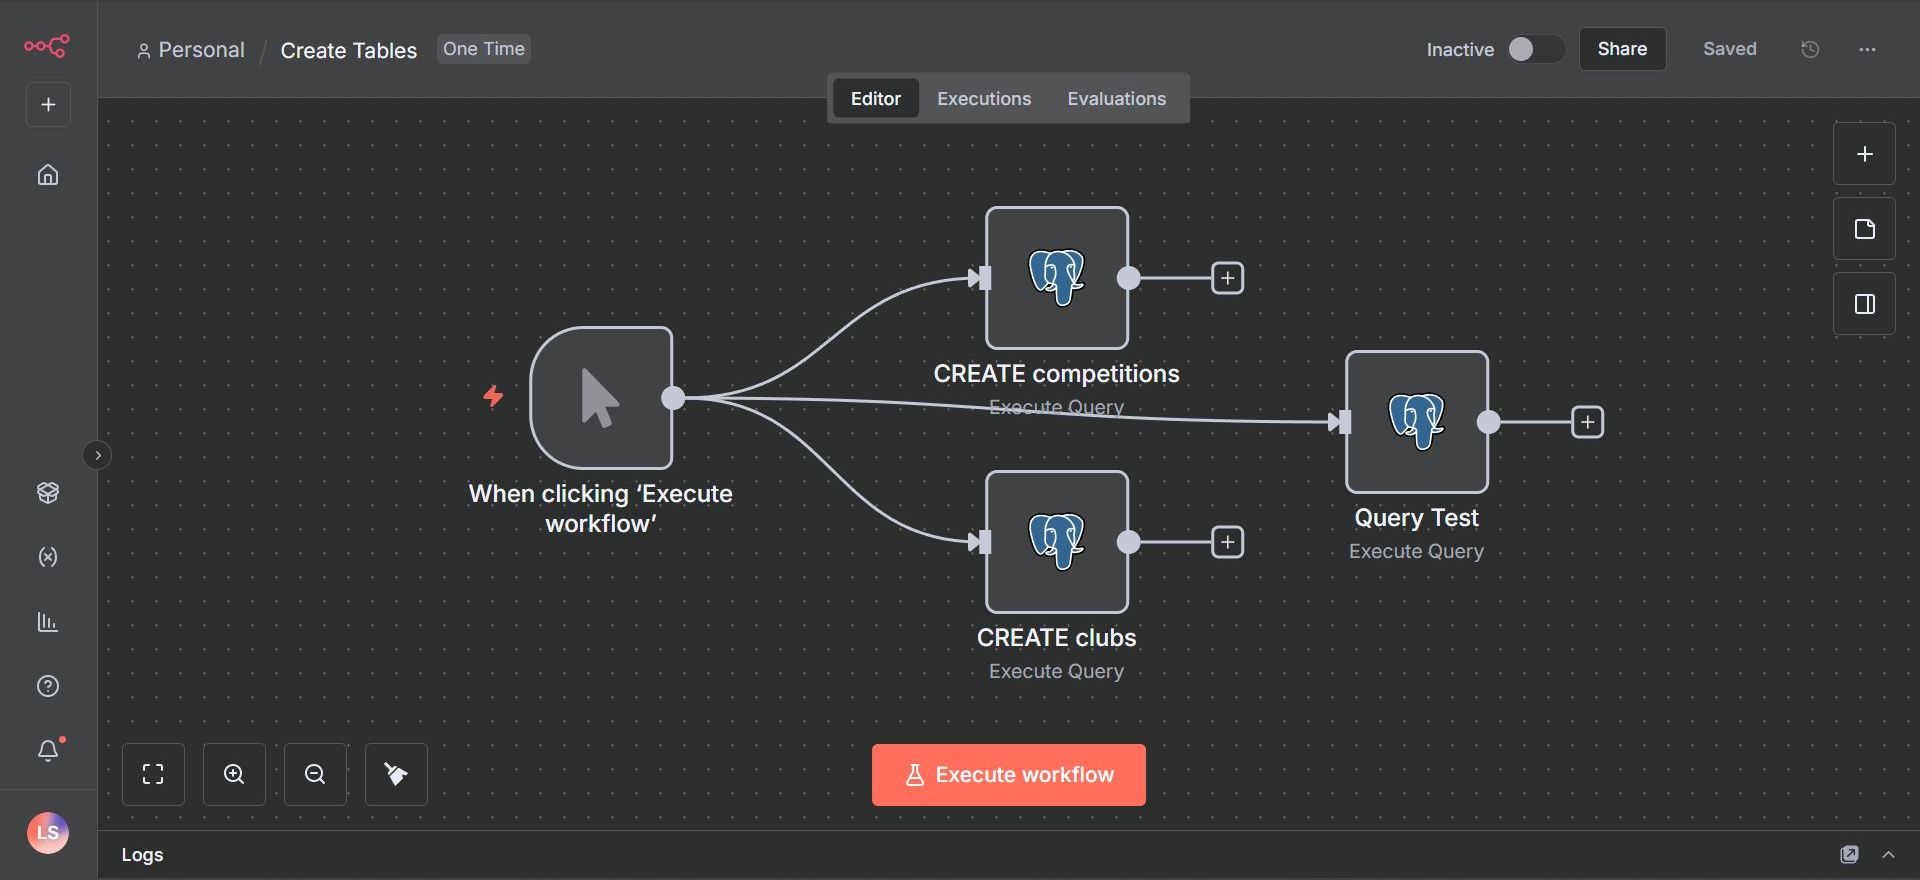 Personal / Create Tables One Time
Inactive Share Saved
Editor Executions Evaluations
CREATE competitions
Execute Query
When clicking ‘Execute
workflow’
Query Test
Execute Query
CREATE clubs
Execute Query
Execute workflow
LS
Logs